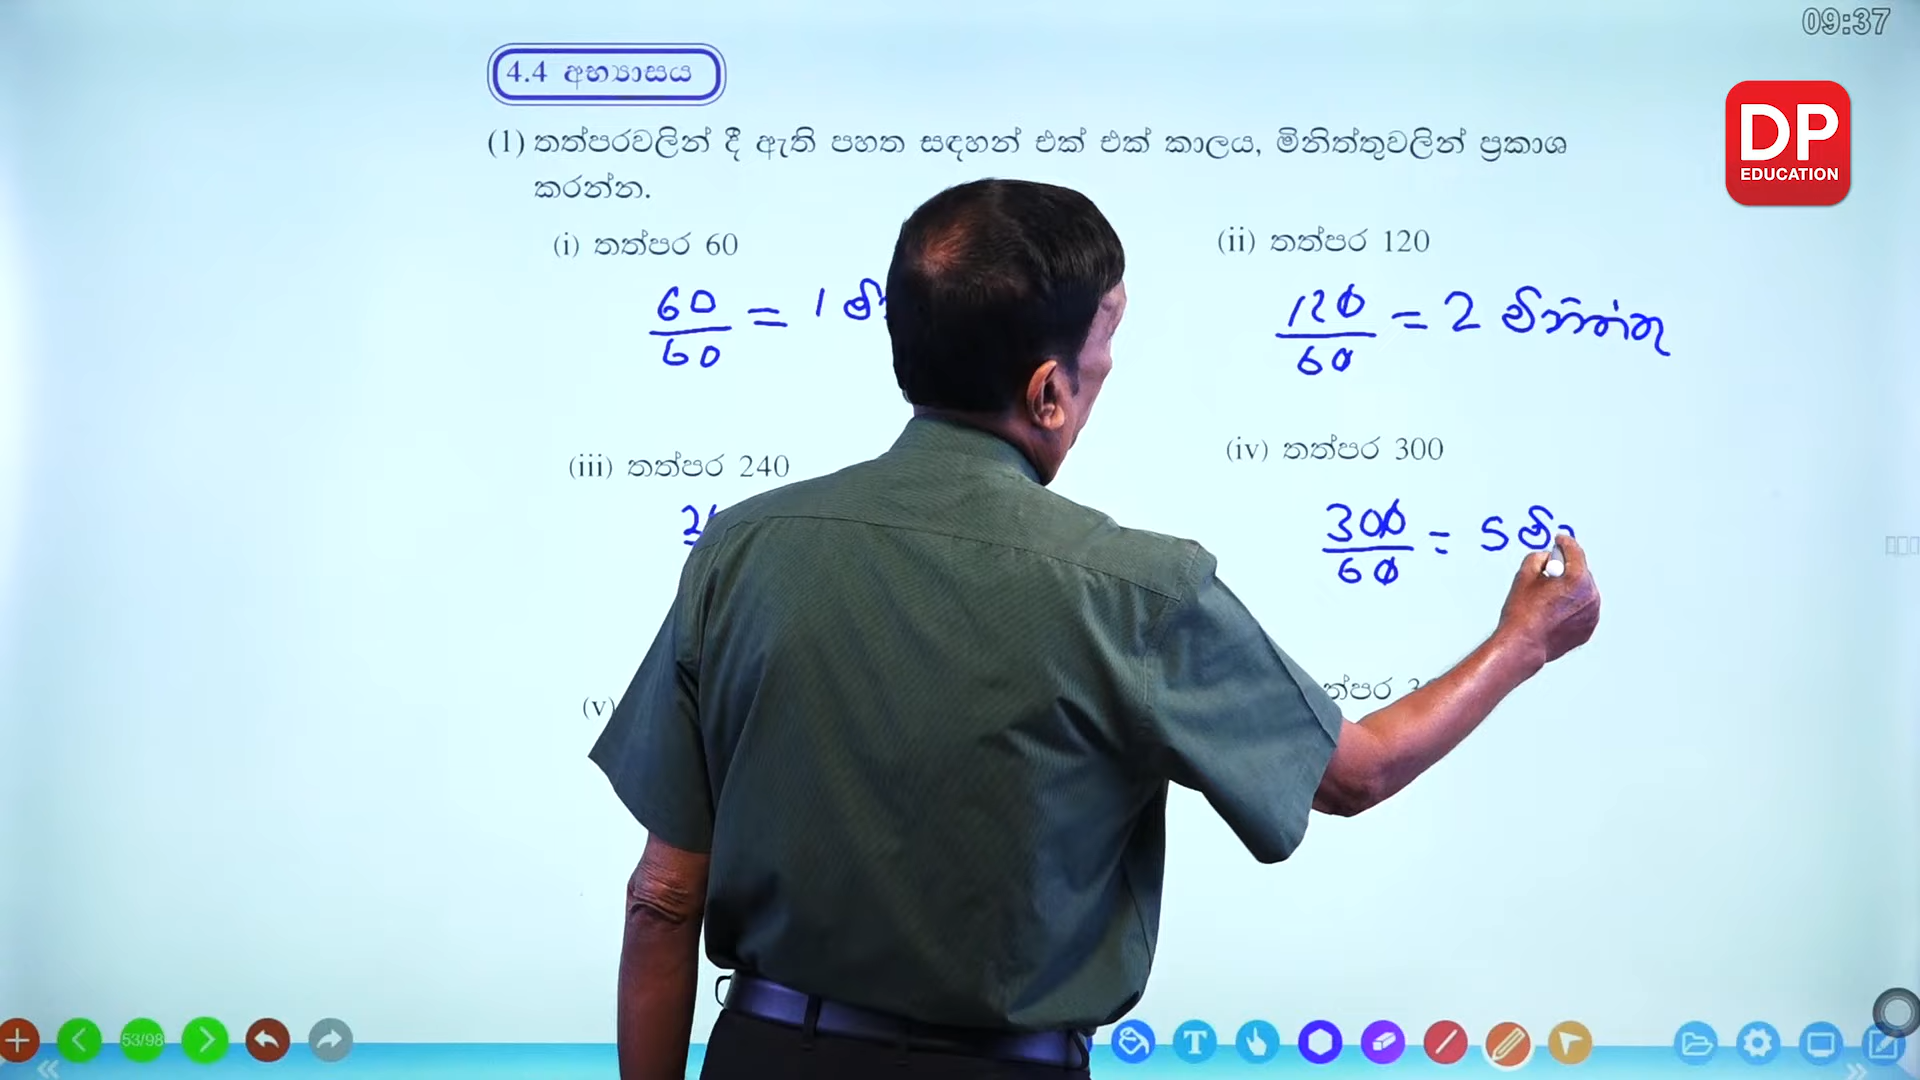 09:37
DP
EDUCATION
4.4 අභ්‍යාසය
(1) තත්පරවලින් දී ඇති පහත සඳහන් එක් එක් කාලය, මිනිත්තුවලින් ප්‍රකාශ
කරන්න.
(i) තත්පර 60
(ii) තත්පර 120
60
60
= 1
120
60
= 2 මිනිත්තු
(iii) තත්පර 240
(iv) තත්පර 300
300
60
= 5 මි
(v)
53/98